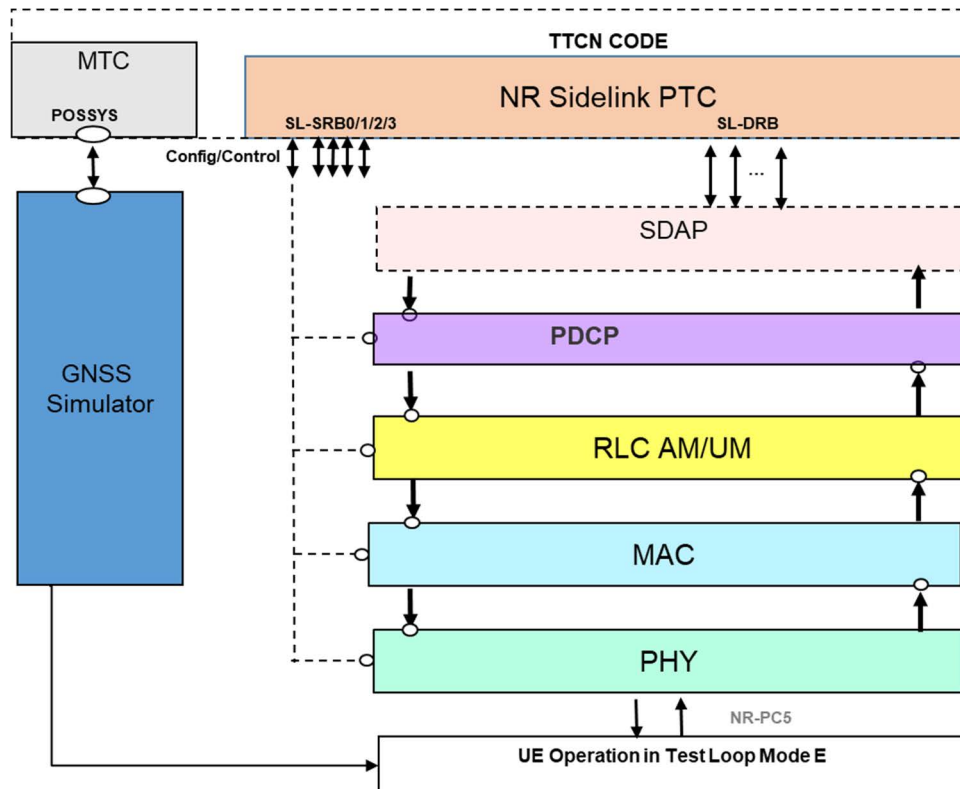 TTCN CODE
MTC
POSSYS
NR Sidelink PTC
SL-SRB0/1/2/3
SL-DRB
Config/Control
...
SDAP
PDCP
GNSS
Simulator
RLC AM/UM
MAC
PHY
NR-PC5
UE Operation in Test Loop Mode E